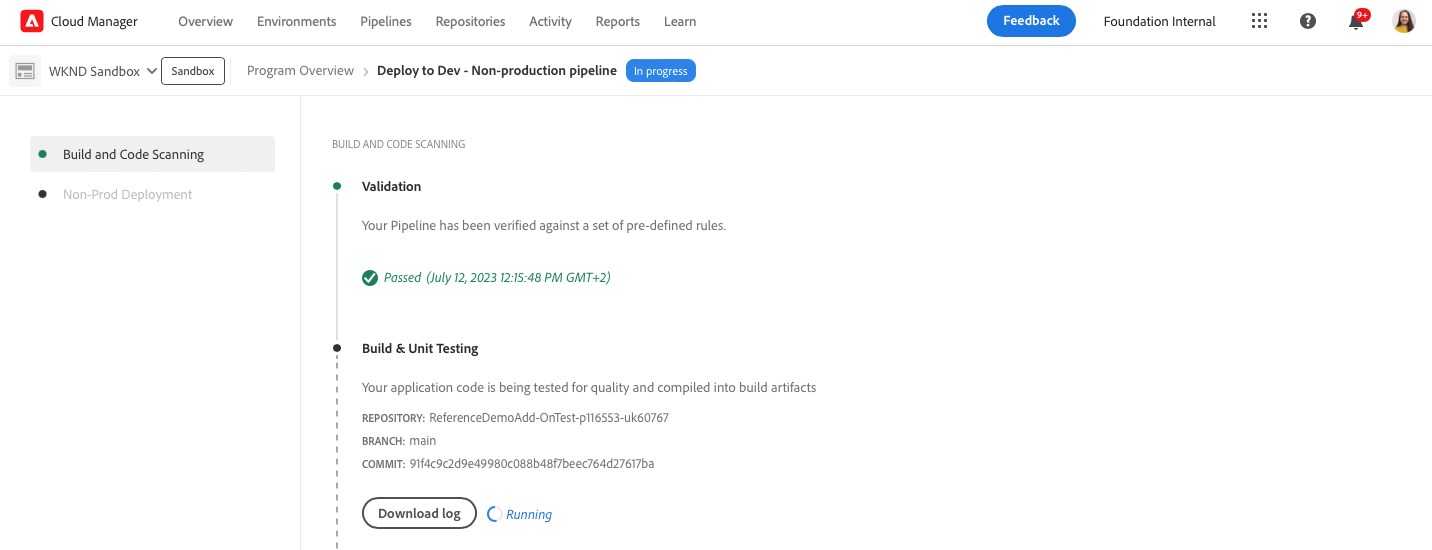 Cloud Manager Overview Environments Pipelines Repositories Activity Reports Learn Feedback Foundation Internal 9+
WKND Sandbox Sandbox Program Overview Deploy to Dev - Non-production pipeline In progress
Build and Code Scanning
Non-Prod Deployment
BUILD AND CODE SCANNING
Validation
Your Pipeline has been verified against a set of pre-defined rules.
Passed (July 12, 2023 12:15:48 PM GMT+2)
Build & Unit Testing
Your application code is being tested for quality and compiled into build artifacts
REPOSITORY: ReferenceDemoAdd-OnTest-p116553-uk60767
BRANCH: main
COMMIT: 91f4c9c2d9e49980c088b48f7beec764d27617ba
Download log Running